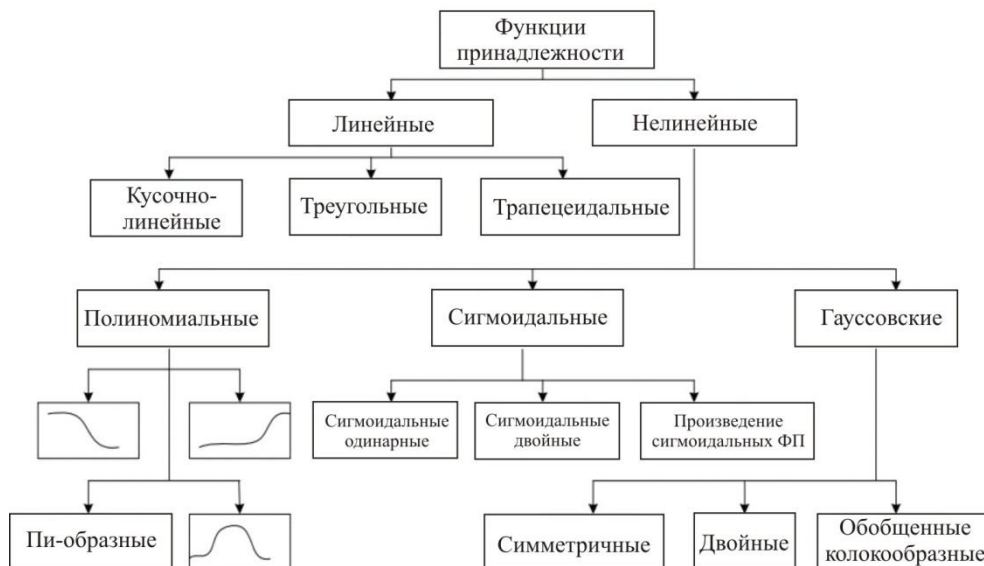 Функции
принадлежности
Линейные
Нелинейные
Кусочно-
линейные
Треугольные
Трапецеидальные
Полиномиальные
Сигмоидальные
Гауссовские
Сигмоидальные
одинарные
Сигмоидальные
двойные
Произведение
сигмоидальных ФП
Пи-образные
Симметричные
Двойные
Обобщенные
колокообразные